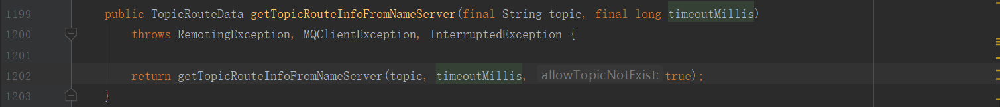 1199 public TopicRouteData getTopicRouteInfoFromNameServer(final String topic, final long timeoutMillis)
1200 throws RemotingException, MQClientException, InterruptedException {
1201
1202 return getTopicRouteInfoFromNameServer(topic, timeoutMillis, allowTopicNotExist: true);
1203 }